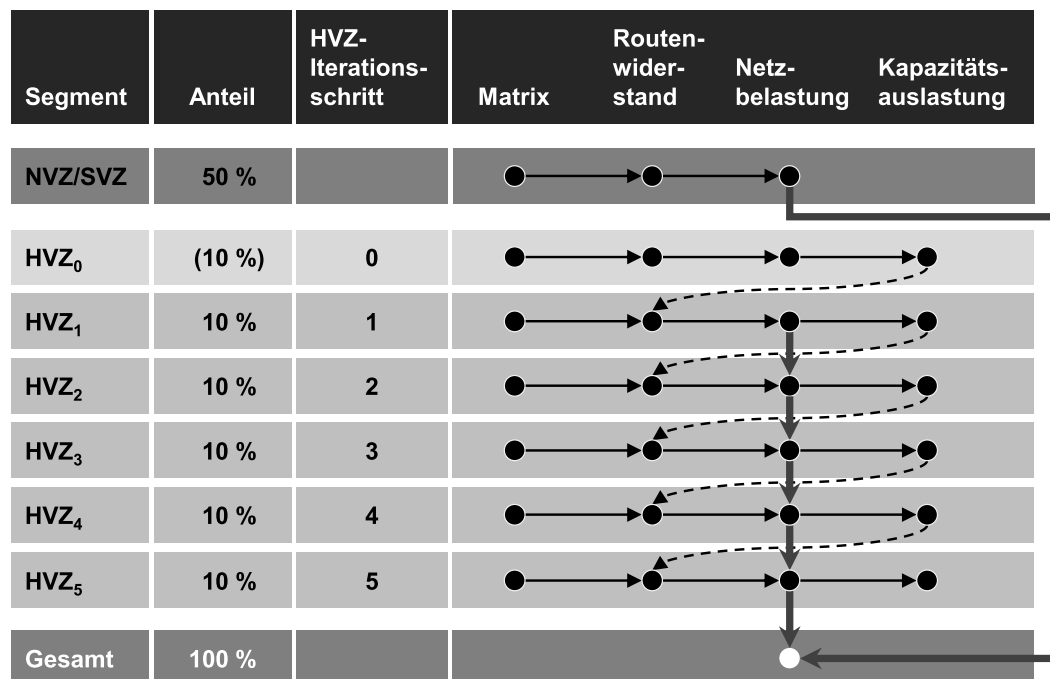 Segment
Anteil
HVZ-
Iterations-
schritt
Matrix
Routen-
wider-
stand
Netz-
belastung
Kapazitäts-
auslastung
NVZ/SVZ 50 %
HVZ₀ (10 %) 0
HVZ₁ 10 % 1
HVZ₂ 10 % 2
HVZ₃ 10 % 3
HVZ₄ 10 % 4
HVZ₅ 10 % 5
Gesamt 100 %